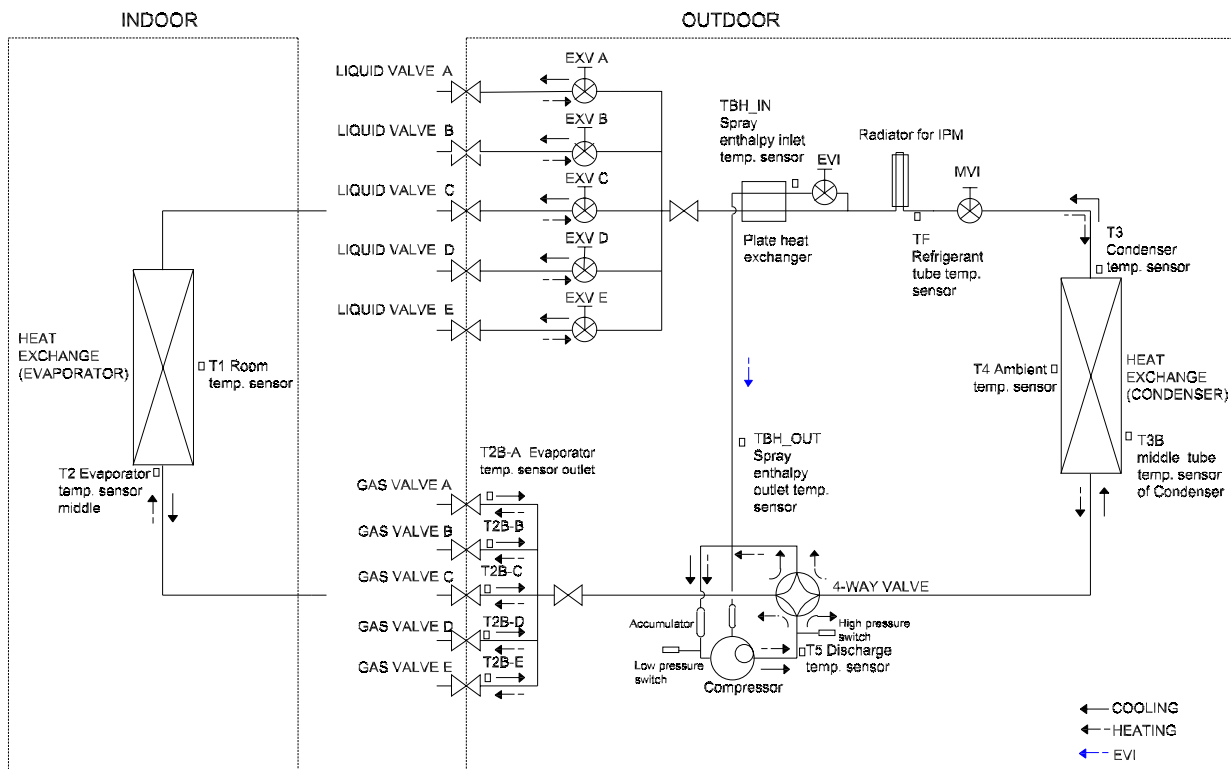 INDOOR
OUTDOOR
LIQUID VALVE A
EXV A
LIQUID VALVE B
EXV B
LIQUID VALVE C
EXV C
LIQUID VALVE D
EXV D
LIQUID VALVE E
EXV E
TBH_IN
Spray
enthalpy inlet
temp. sensor
EVI
Radiator for IPM
MVI
Plate heat
exchanger
TF
Refrigerant
tube temp.
sensor
T3
Condenser
temp. sensor
HEAT
EXCHANGE
(EVAPORATOR)
T1 Room
temp. sensor
T4 Ambient
temp. sensor
HEAT
EXCHANGE
(CONDENSER)
T2 Evaporator
temp. sensor
middle
T2B-A Evaporator
temp. sensor outlet
TBH_OUT
Spray
enthalpy
outlet temp.
sensor
T3B
middle tube
temp. sensor
of Condenser
GAS VALVE A
GAS VALVE B
T2B-B
GAS VALVE C
T2B-C
GAS VALVE D
T2B-D
GAS VALVE E
T2B-E
4-WAY VALVE
Accumulator
High pressure
switch
Low pressure
switch
T5 Discharge
temp. sensor
Compressor
COOLING
HEATING
EVI